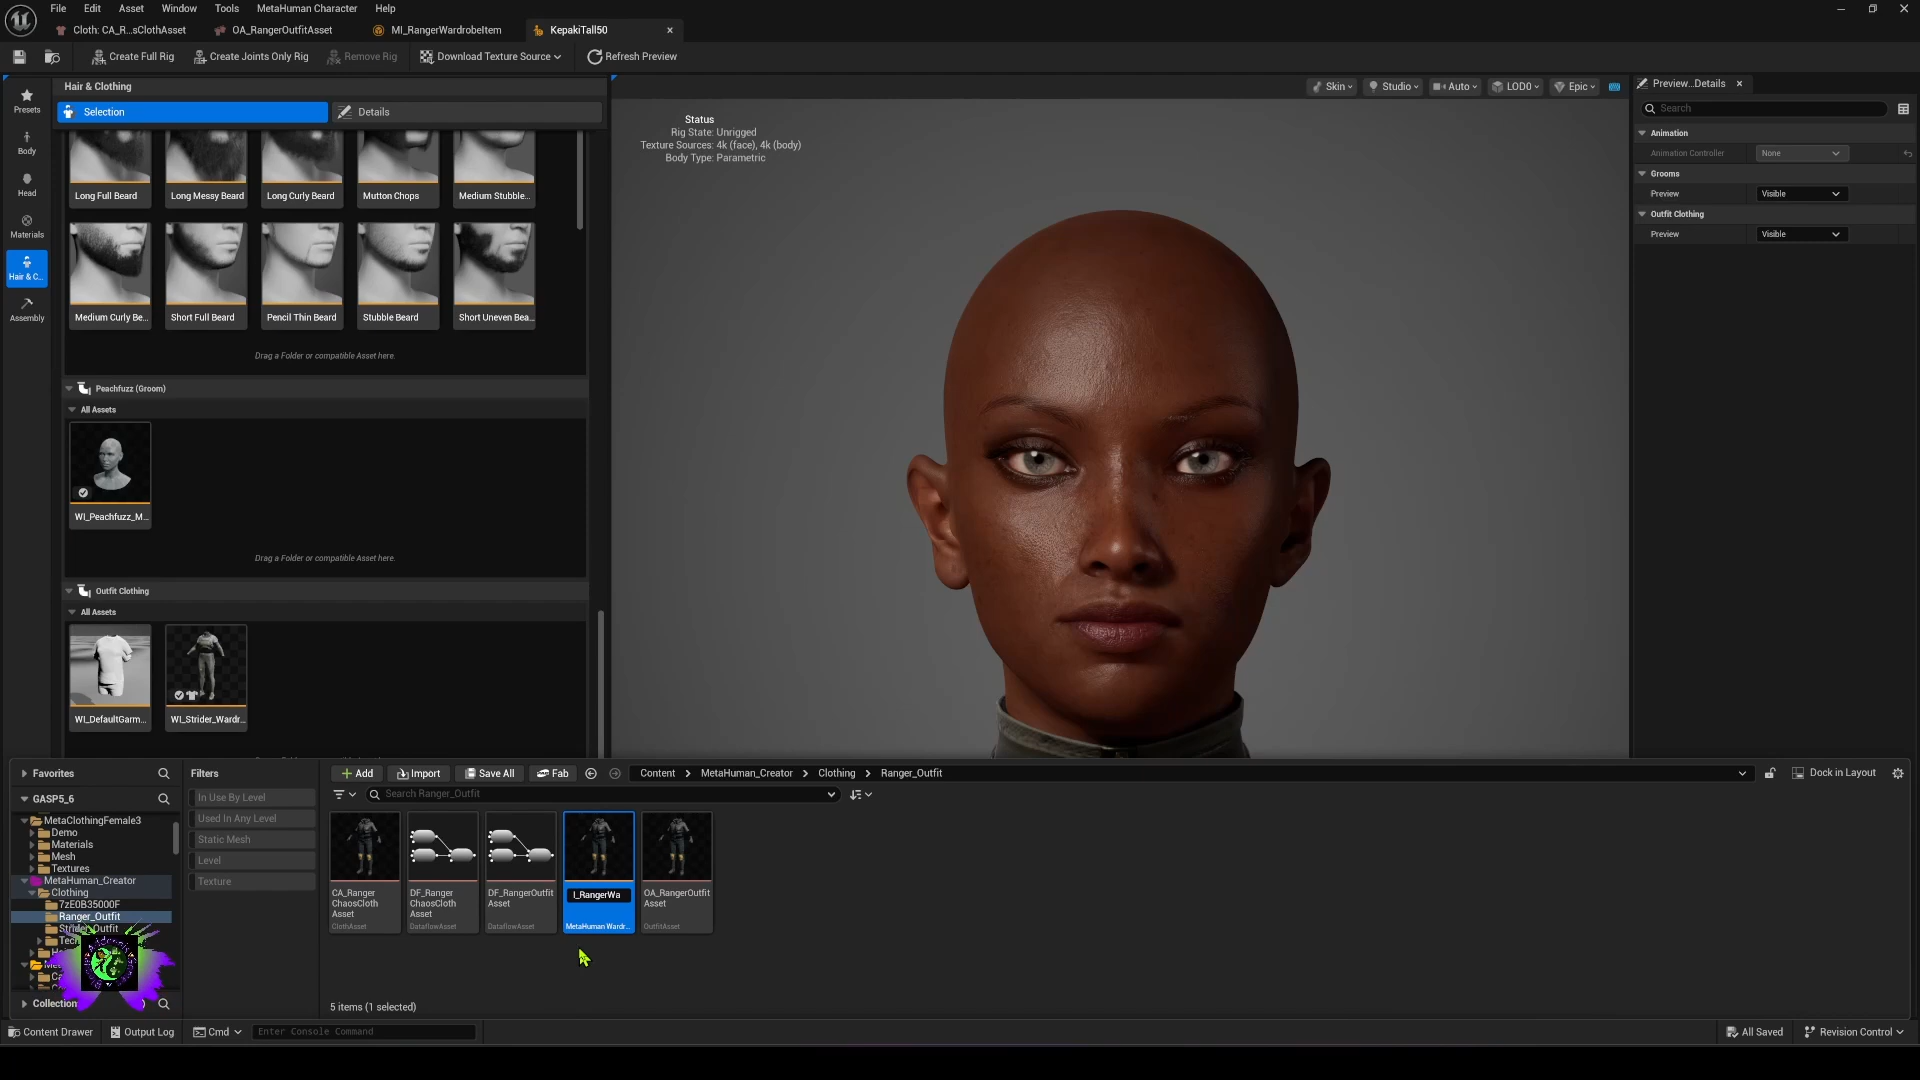 File Edit Asset Window Tools MetaHuman Character Help
Cloth: CA_R...sClothAsset OA_RangerOutfitAsset MI_RangerWardrobeItem KepakiTall50
Create Full Rig Create Joints Only Rig Remove Rig Download Texture Source Refresh Preview
Hair & Clothing
Selection Details
Presets
Body
Head
Materials
Hair & C...
Assembly
Long Full Beard Long Messy Beard Long Curly Beard Mutton Chops Medium Stubble...
Medium Curly Be... Short Full Beard Pencil Thin Beard Stubble Beard Short Uneven Bea...
Drag a Folder or compatible Asset here.
Peachfuzz (Groom)
All Assets
WI_Peachfuzz_M...
Drag a Folder or compatible Asset here.
Outfit Clothing
All Assets
WI_DefaultGarm... WI_Strider_Wardr...
Skin Studio Auto LOD0 Epic
Status
Rig State: Unrigged
Texture Sources: 4k (face), 4k (body)
Body Type: Parametric
Preview...Details
Search
Animation
Animation Controller None
Grooms
Preview Visible
Outfit Clothing
Preview Visible
Favorites
GASP5_6
MetaClothingFemale3
Demo
Materials
Mesh
Textures
MetaHuman_Creator
Clothing
7zE0B35000F
Ranger_Outfit
Strider_Outfit
Filters
In Use By Level
Used In Any Level
Static Mesh
Level
Texture
Add Import Save All Fab Content MetaHuman_Creator Clothing Ranger_Outfit Dock in Layout
Search Ranger_Outfit
CA_Ranger
ChaosCloth
Asset
ClothAsset
DF_Ranger
ChaosCloth
Asset
DataflowAsset
DF_RangerOutfit
Asset
DataflowAsset
I_RangerWa
MetaHuman Wardr...
OA_RangerOutfit
Asset
OutfitAsset
5 items (1 selected)
Content Drawer Output Log Cmd Enter Console Command All Saved Revision Control